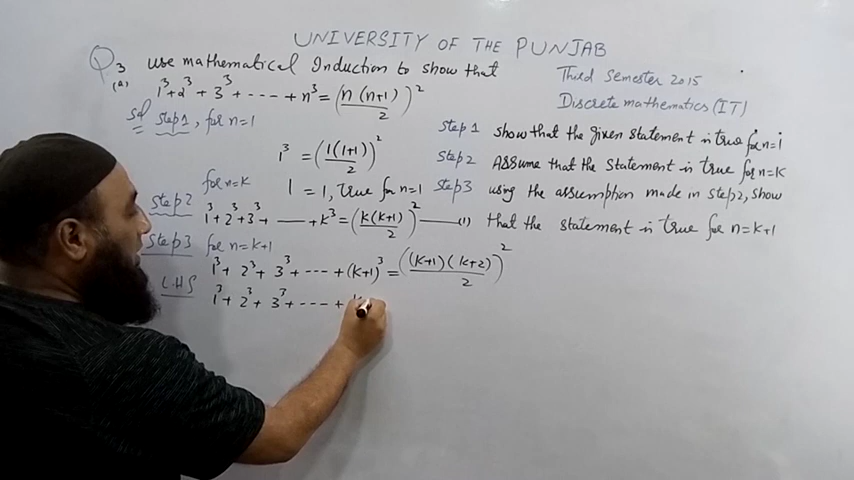 UNIVERSITY OF THE PUNJAB
Q3 use mathematical Induction to show that
(a) 1³+2³+3³+----+n³=(n(n+1)/2)²
Third Semester 2015
Discrete mathematics (IT)
Sol Step1, for n=1
1³=(1(1+1)/2)²
1=1, True for n=1
Step 1 show that the given statement is true for n=1
Step 2 Assume that the statement is true for n=k
Step 3 using the assumption made in step 2, show
that the statement is true for n=k+1
Step2 for n=k
1³+2³+3³+----+k³=(k(k+1)/2)²——(1)
Step3 for n=k+1
1³+2³+3³+----+(k+1)³=((k+1)(k+2)/2)²
L.H.S
1³+2³+3³+----+